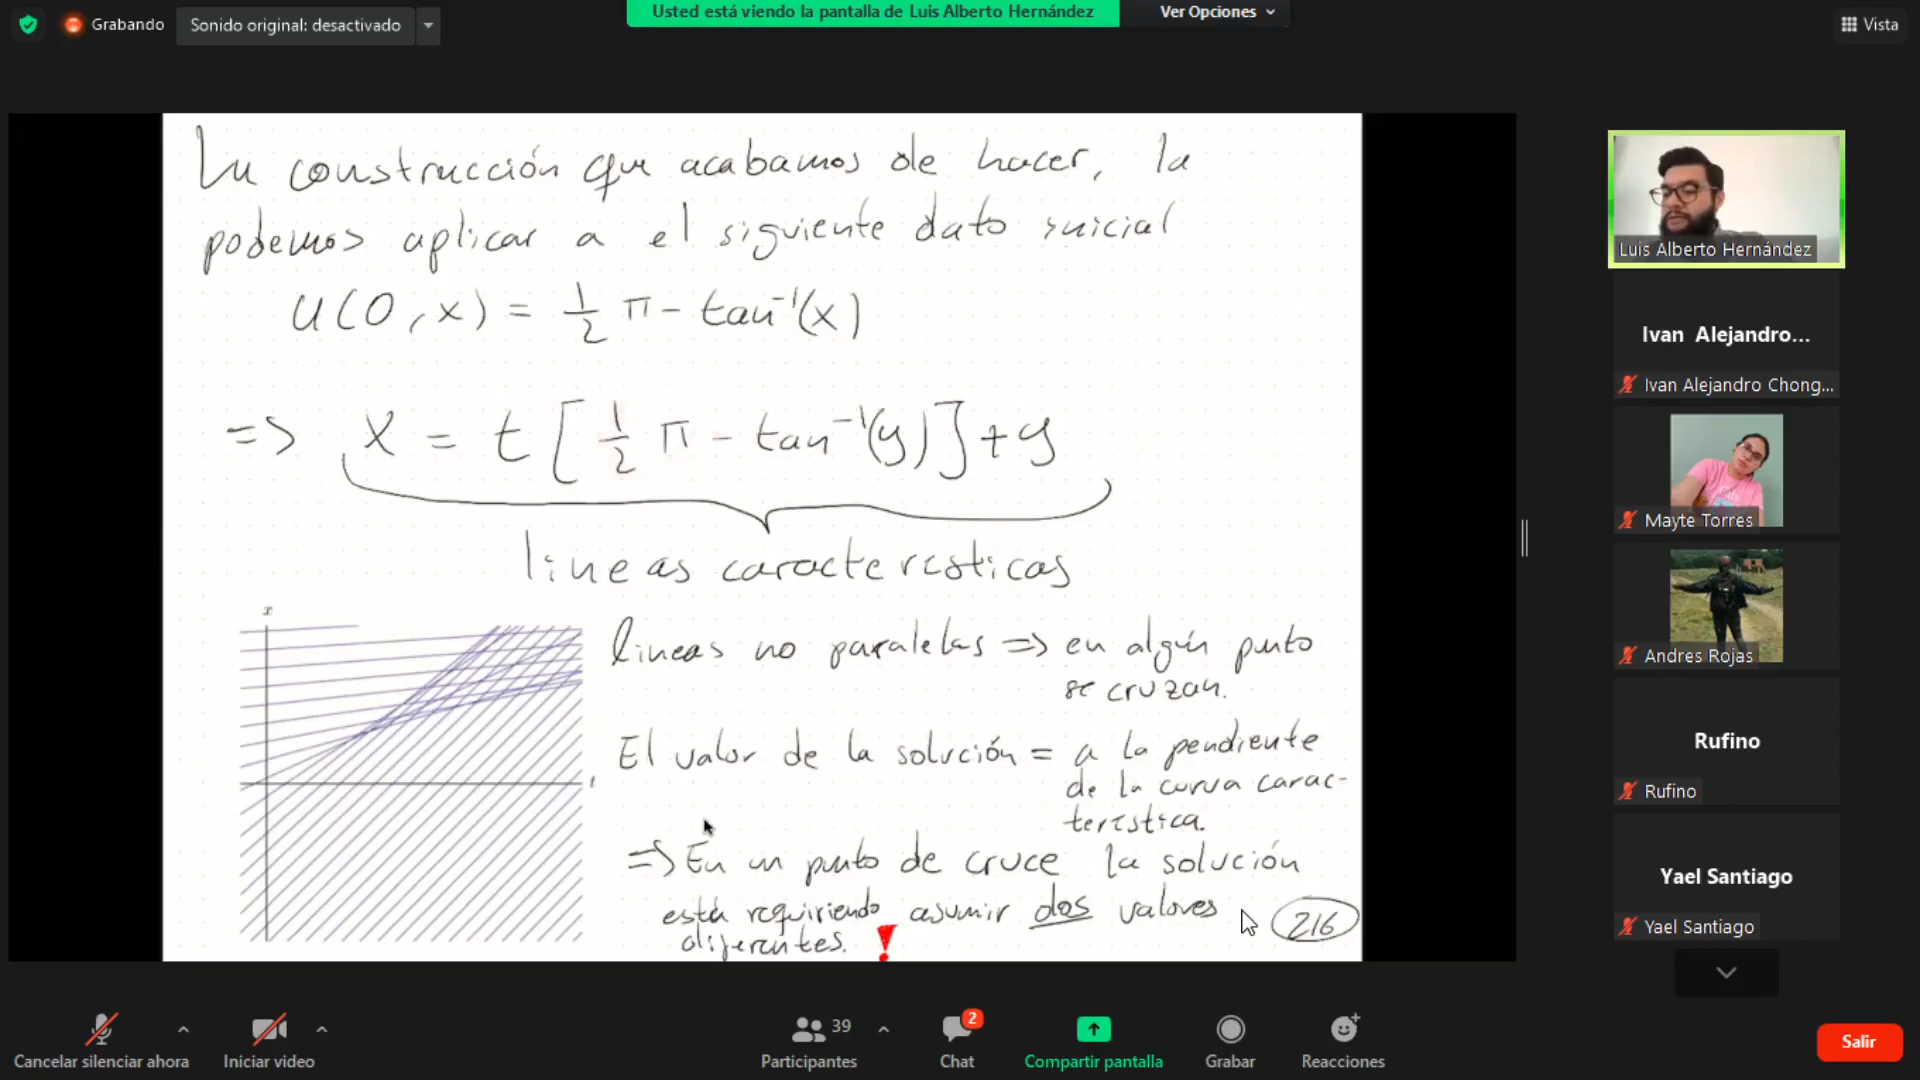 Grabando
Sonido original: desactivado
Usted está viendo la pantalla de Luis Alberto Hernández
Ver Opciones
Vista
La construcción que acabamos de hacer, la
podemos aplicar a el siguiente dato inicial
u(0,x) = 1/2 π - tan⁻¹(x)
=> x = t [1/2 π - tan⁻¹(y)] + y
líneas características
x
t
líneas no paralelas => en algún punto
se cruzan.
El valor de la solución = a la pendiente
de la curva carac-
terística.
=> En un punto de cruce la solución
está requiriendo asumir dos valores
diferentes. !
216
Luis Alberto Hernández
Ivan Alejandro...
Ivan Alejandro Chong...
Mayte Torres
Andres Rojas
Rufino
Rufino
Yael Santiago
Yael Santiago
Cancelar silenciar ahora
Iniciar video
39
Participantes
2
Chat
Compartir pantalla
Grabar
Reacciones
Salir